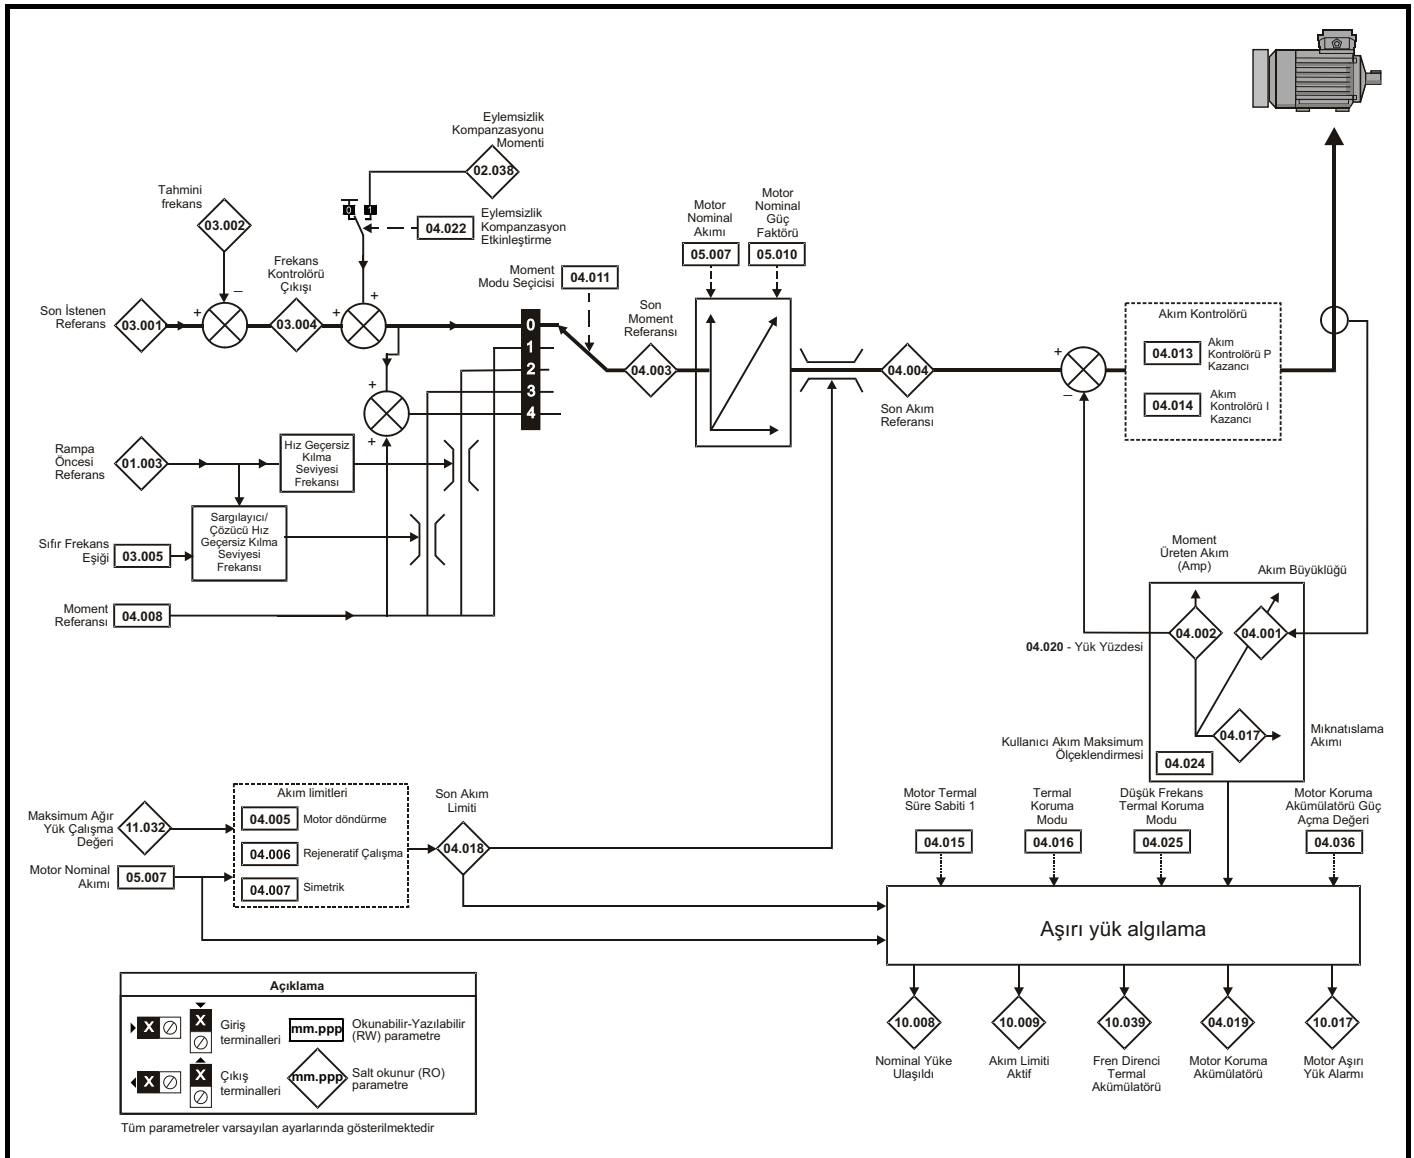 Eylemsizlik
Kompanzasyonu
Momenti
02.038
Tahmini
frekans
03.002
0
1
04.022
Eylemsizlik
Kompanzasyon
Etkinleştirme
Motor
Nominal
Akımı
05.007
Motor
Nominal
Güç
Faktörü
05.010
Frekans
Kontrolörü
Çıkışı
Moment
Modu Seçicisi
04.011
Son İstenen
Referans
03.001
+
–
03.004
+
+
0
1
2
3
4
Son
Moment
Referansı
04.003
04.004
Son Akım
Referansı
+
–
Akım Kontrolörü
04.013
Akım
Kontrolörü P
Kazancı
04.014
Akım
Kontrolörü I
Kazancı
+
+
Rampa
Öncesi
Referans
01.003
Hız Geçersiz
Kılma
Seviyesi
Frekansı
Sargılayıcı/
Çözücü Hız
Geçersiz Kılma
Seviyesi
Frekansı
Sıfır Frekans
Eşiği
03.005
Moment
Referansı
04.008
Moment
Üreten Akım
(Amp)
Akım Büyüklüğü
04.002
04.001
04.020 - Yük Yüzdesi
04.017
Mıknatıslama
Akımı
Kullanıcı Akım Maksimum
Ölçeklendirmesi
04.024
Maksimum Ağır
Yük Çalışma
Değeri
11.032
Motor Nominal
Akımı
05.007
Akım limitleri
04.005
Motor döndürme
04.006
Rejeneratif Çalışma
04.007
Simetrik
Son Akım
Limiti
04.018
Motor Termal
Süre Sabiti 1
04.015
Termal
Koruma
Modu
04.016
Düşük Frekans
Termal Koruma
Modu
04.025
Motor Koruma
Akümülatörü Güç
Açma Değeri
04.036
Aşırı yük algılama
10.008
Nominal Yüke
Ulaşıldı
10.009
Akım Limiti
Aktif
10.039
Fren Direnci
Termal
Akümülatörü
04.019
Motor Koruma
Akümülatörü
10.017
Motor Aşırı
Yük Alarmı
Açıklama
X
X
Giriş
terminalleri
mm.ppp
Okunabilir-Yazılabilir
(RW) parametre
X
X
Çıkış
terminalleri
mm.ppp
Salt okunur (RO)
parametre
Tüm parametreler varsayılan ayarlarında gösterilmektedir